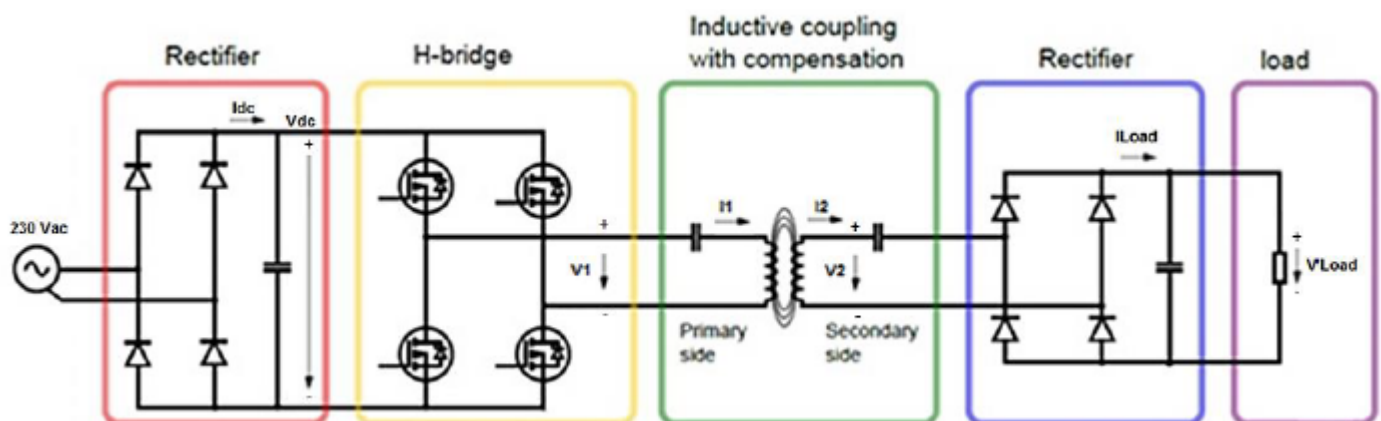 Rectifier
H-bridge
Inductive coupling
with compensation
Rectifier
load
Idc
Vdc
+
-
230 Vac
+
V1
-
I1
I2
+
V2
-
Primary
side
Secondary
side
ILoad
+
V'Load
-